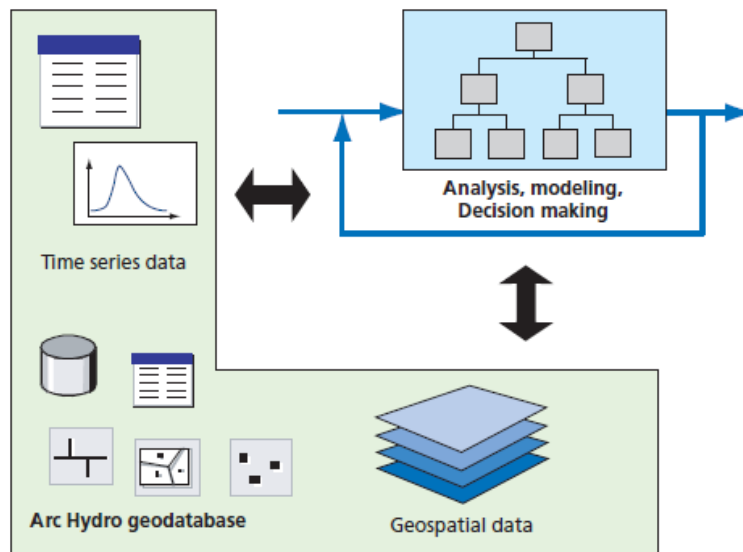 Analysis, modeling,
Decision making
Time series data
Arc Hydro geodatabase
Geospatial data